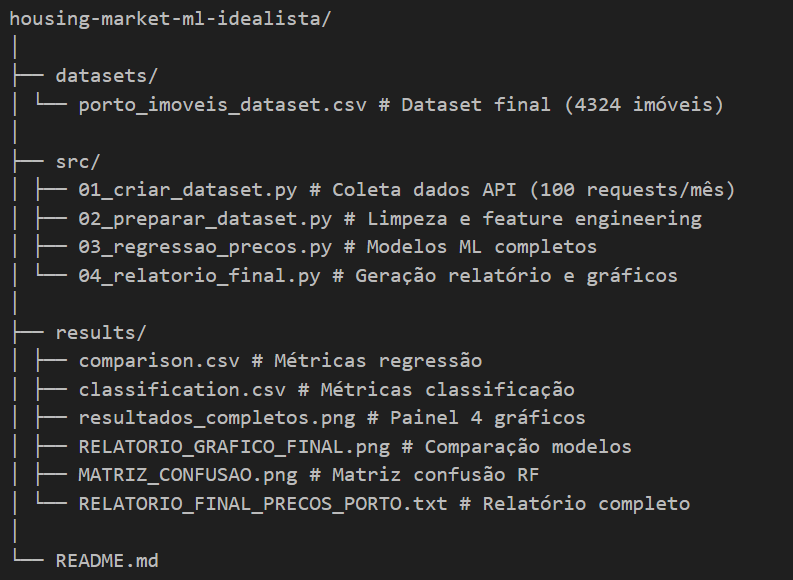 housing-market-ml-idealista/
│
├── datasets/
│ └── porto_imoveis_dataset.csv # Dataset final (4324 imóveis)
│
├── src/
│ ├── 01_criar_dataset.py # Coleta dados API (100 requests/mês)
│ ├── 02_preparar_dataset.py # Limpeza e feature engineering
│ ├── 03_regressao_precos.py # Modelos ML completos
│ └── 04_relatorio_final.py # Geração relatório e gráficos
│
├── results/
│ ├── comparison.csv # Métricas regressão
│ ├── classification.csv # Métricas classificação
│ ├── resultados_completos.png # Painel 4 gráficos
│ ├── RELATORIO_GRAFICO_FINAL.png # Comparação modelos
│ ├── MATRIZ_CONFUSAO.png # Matriz confusão RF
│ └── RELATORIO_FINAL_PRECOS_PORTO.txt # Relatório completo
│
└── README.md